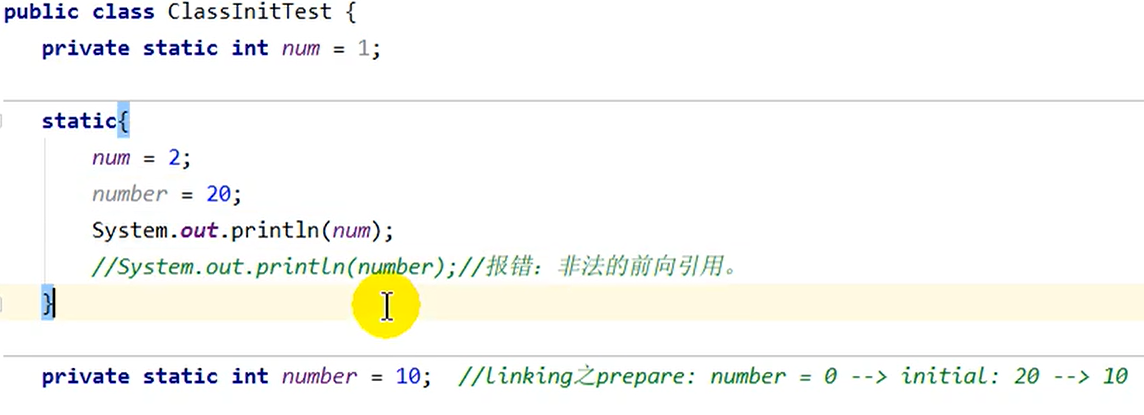 public class ClassInitTest {
private static int num = 1;
static{
num = 2;
number = 20;
System.out.println(num);
//System.out.println(number);//报错：非法的前向引用。
}
private static int number = 10; //linking之prepare: number = 0 --> initial: 20 --> 10